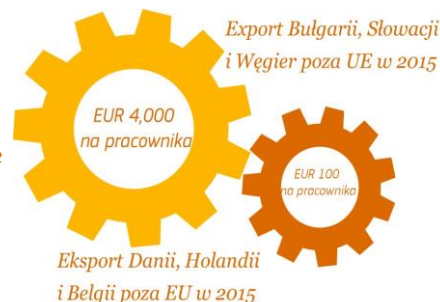 Export Bułgarii, Słowacji
i Węgier poza UE w 2015
EUR 4,000
na pracownika
EUR 100
na pracownika
Eksport Danii, Holandii
i Belgii poza EU w 2015